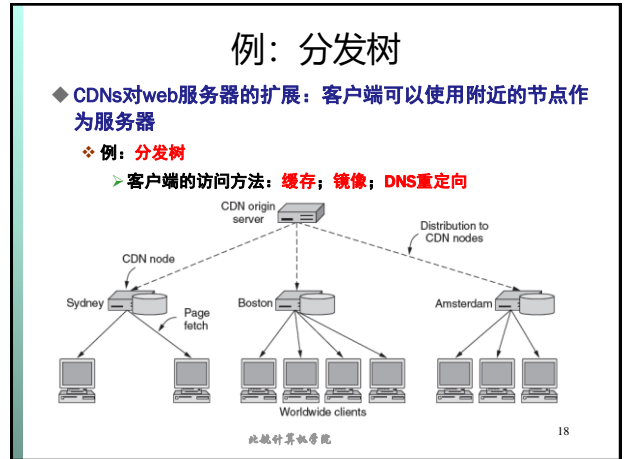 例：分发树
CDNs对web服务器的扩展：客户端可以使用附近的节点作
为服务器
例：分发树
客户端的访问方法：缓存；镜像；DNS重定向
CDN origin
server
Distribution to
CDN nodes
CDN node
Sydney
Boston
Amsterdam
Page
fetch
Worldwide clients
北航计算机学院
18